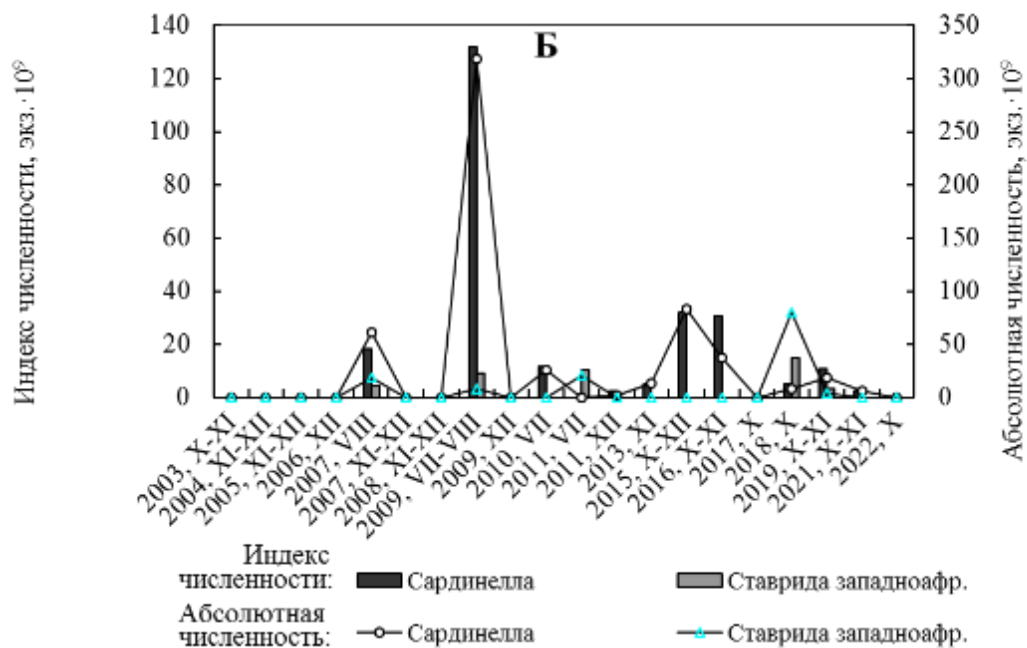 Б
Индекс численности, экз.·10⁹
140
120
100
80
60
40
20
0
350
300
250
200
150
100
50
0
Абсолютная численность, экз.·10⁹
2003, X-XI
2004, XI-XII
2005, XI-XII
2006, XII
2007, VIII
2007, XI-XII
2008, XI-XII
2009, VII-VIII
2009, XII
2010, VII
2011, VII
2011, XII
2013, XI
2015, X-XII
2016, X-XI
2017, X
2018, X
2019, X-XI
2021, X-XI
2022, X
Индекс
численности: Сардинелла Ставрида западноафр.
Абсолютная
численность: Сардинелла Ставрида западноафр.